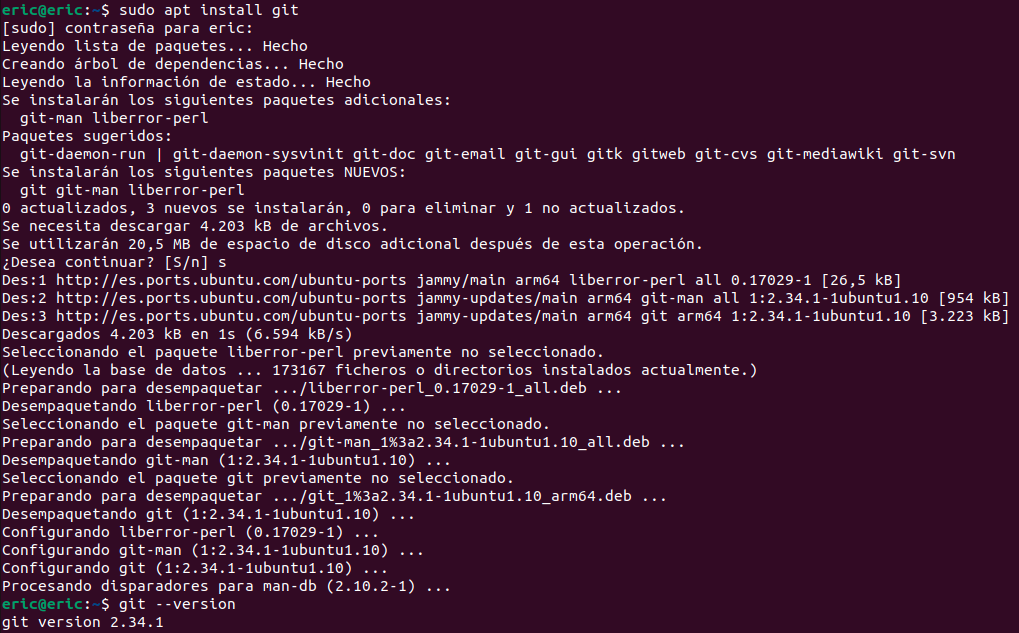 eric@eric:~$ sudo apt install git
[sudo] contraseña para eric:
Leyendo lista de paquetes... Hecho
Creando árbol de dependencias... Hecho
Leyendo la información de estado... Hecho
Se instalarán los siguientes paquetes adicionales:
  git-man liberror-perl
Paquetes sugeridos:
  git-daemon-run | git-daemon-sysvinit git-doc git-email git-gui gitk gitweb git-cvs git-mediawiki git-svn
Se instalarán los siguientes paquetes NUEVOS:
  git git-man liberror-perl
0 actualizados, 3 nuevos se instalarán, 0 para eliminar y 1 no actualizados.
Se necesita descargar 4.203 kB de archivos.
Se utilizarán 20,5 MB de espacio de disco adicional después de esta operación.
¿Desea continuar? [S/n] s
Des:1 http://es.ports.ubuntu.com/ubuntu-ports jammy/main arm64 liberror-perl all 0.17029-1 [26,5 kB]
Des:2 http://es.ports.ubuntu.com/ubuntu-ports jammy-updates/main arm64 git-man all 1:2.34.1-1ubuntu1.10 [954 kB]
Des:3 http://es.ports.ubuntu.com/ubuntu-ports jammy-updates/main arm64 git arm64 1:2.34.1-1ubuntu1.10 [3.223 kB]
Descargados 4.203 kB en 1s (6.594 kB/s)
Seleccionando el paquete liberror-perl previamente no seleccionado.
(Leyendo la base de datos ... 173167 ficheros o directorios instalados actualmente.)
Preparando para desempaquetar .../liberror-perl_0.17029-1_all.deb ...
Desempaquetando liberror-perl (0.17029-1) ...
Seleccionando el paquete git-man previamente no seleccionado.
Preparando para desempaquetar .../git-man_1%3a2.34.1-1ubuntu1.10_all.deb ...
Desempaquetando git-man (1:2.34.1-1ubuntu1.10) ...
Seleccionando el paquete git previamente no seleccionado.
Preparando para desempaquetar .../git_1%3a2.34.1-1ubuntu1.10_arm64.deb ...
Desempaquetando git (1:2.34.1-1ubuntu1.10) ...
Configurando liberror-perl (0.17029-1) ...
Configurando git-man (1:2.34.1-1ubuntu1.10) ...
Configurando git (1:2.34.1-1ubuntu1.10) ...
Procesando disparadores para man-db (2.10.2-1) ...
eric@eric:~$ git --version
git version 2.34.1